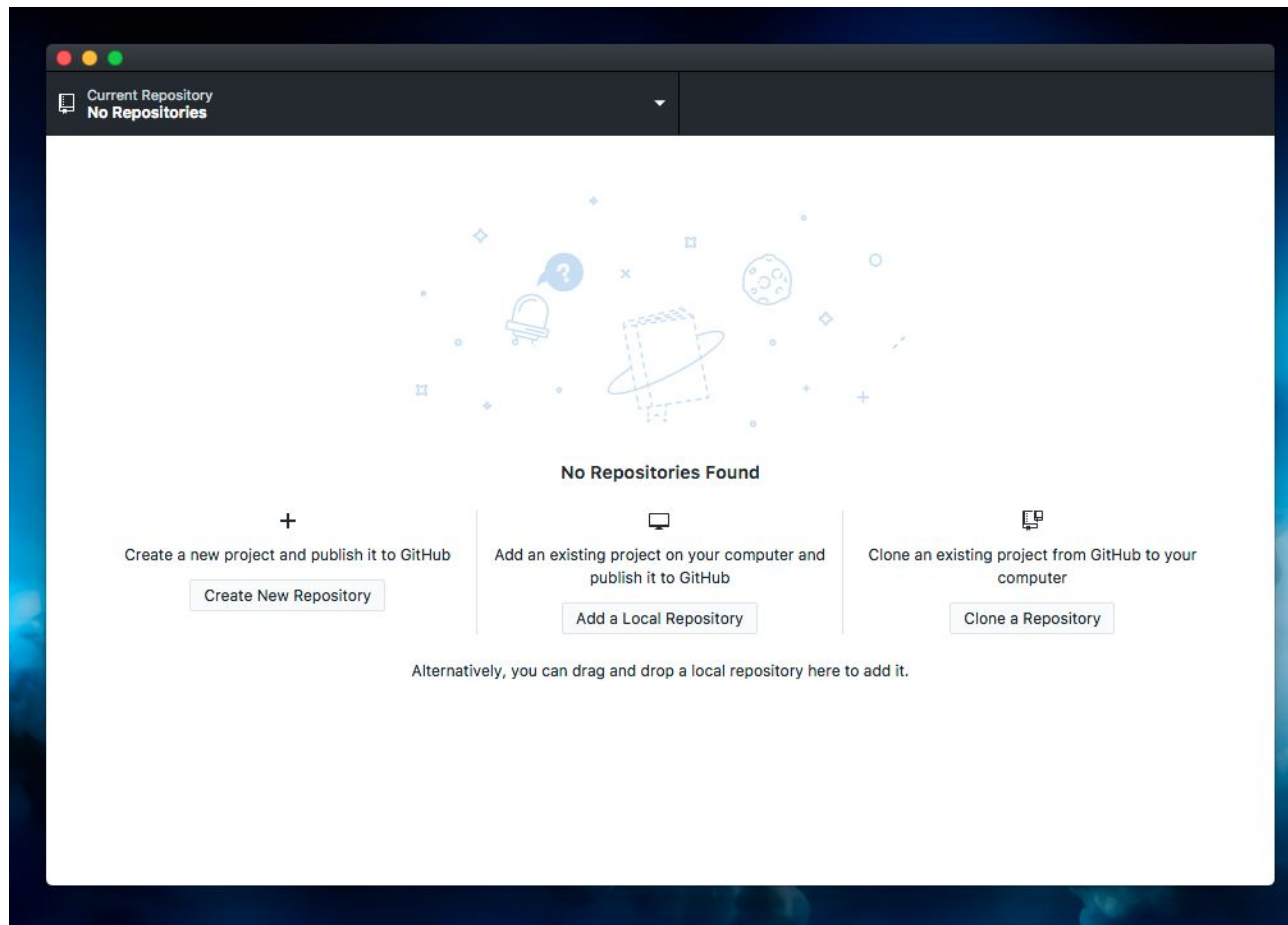 Current Repository
No Repositories
?
No Repositories Found
Create a new project and publish it to GitHub
Create New Repository
Add an existing project on your computer and
publish it to GitHub
Add a Local Repository
Clone an existing project from GitHub to your
computer
Clone a Repository
Alternatively, you can drag and drop a local repository here to add it.